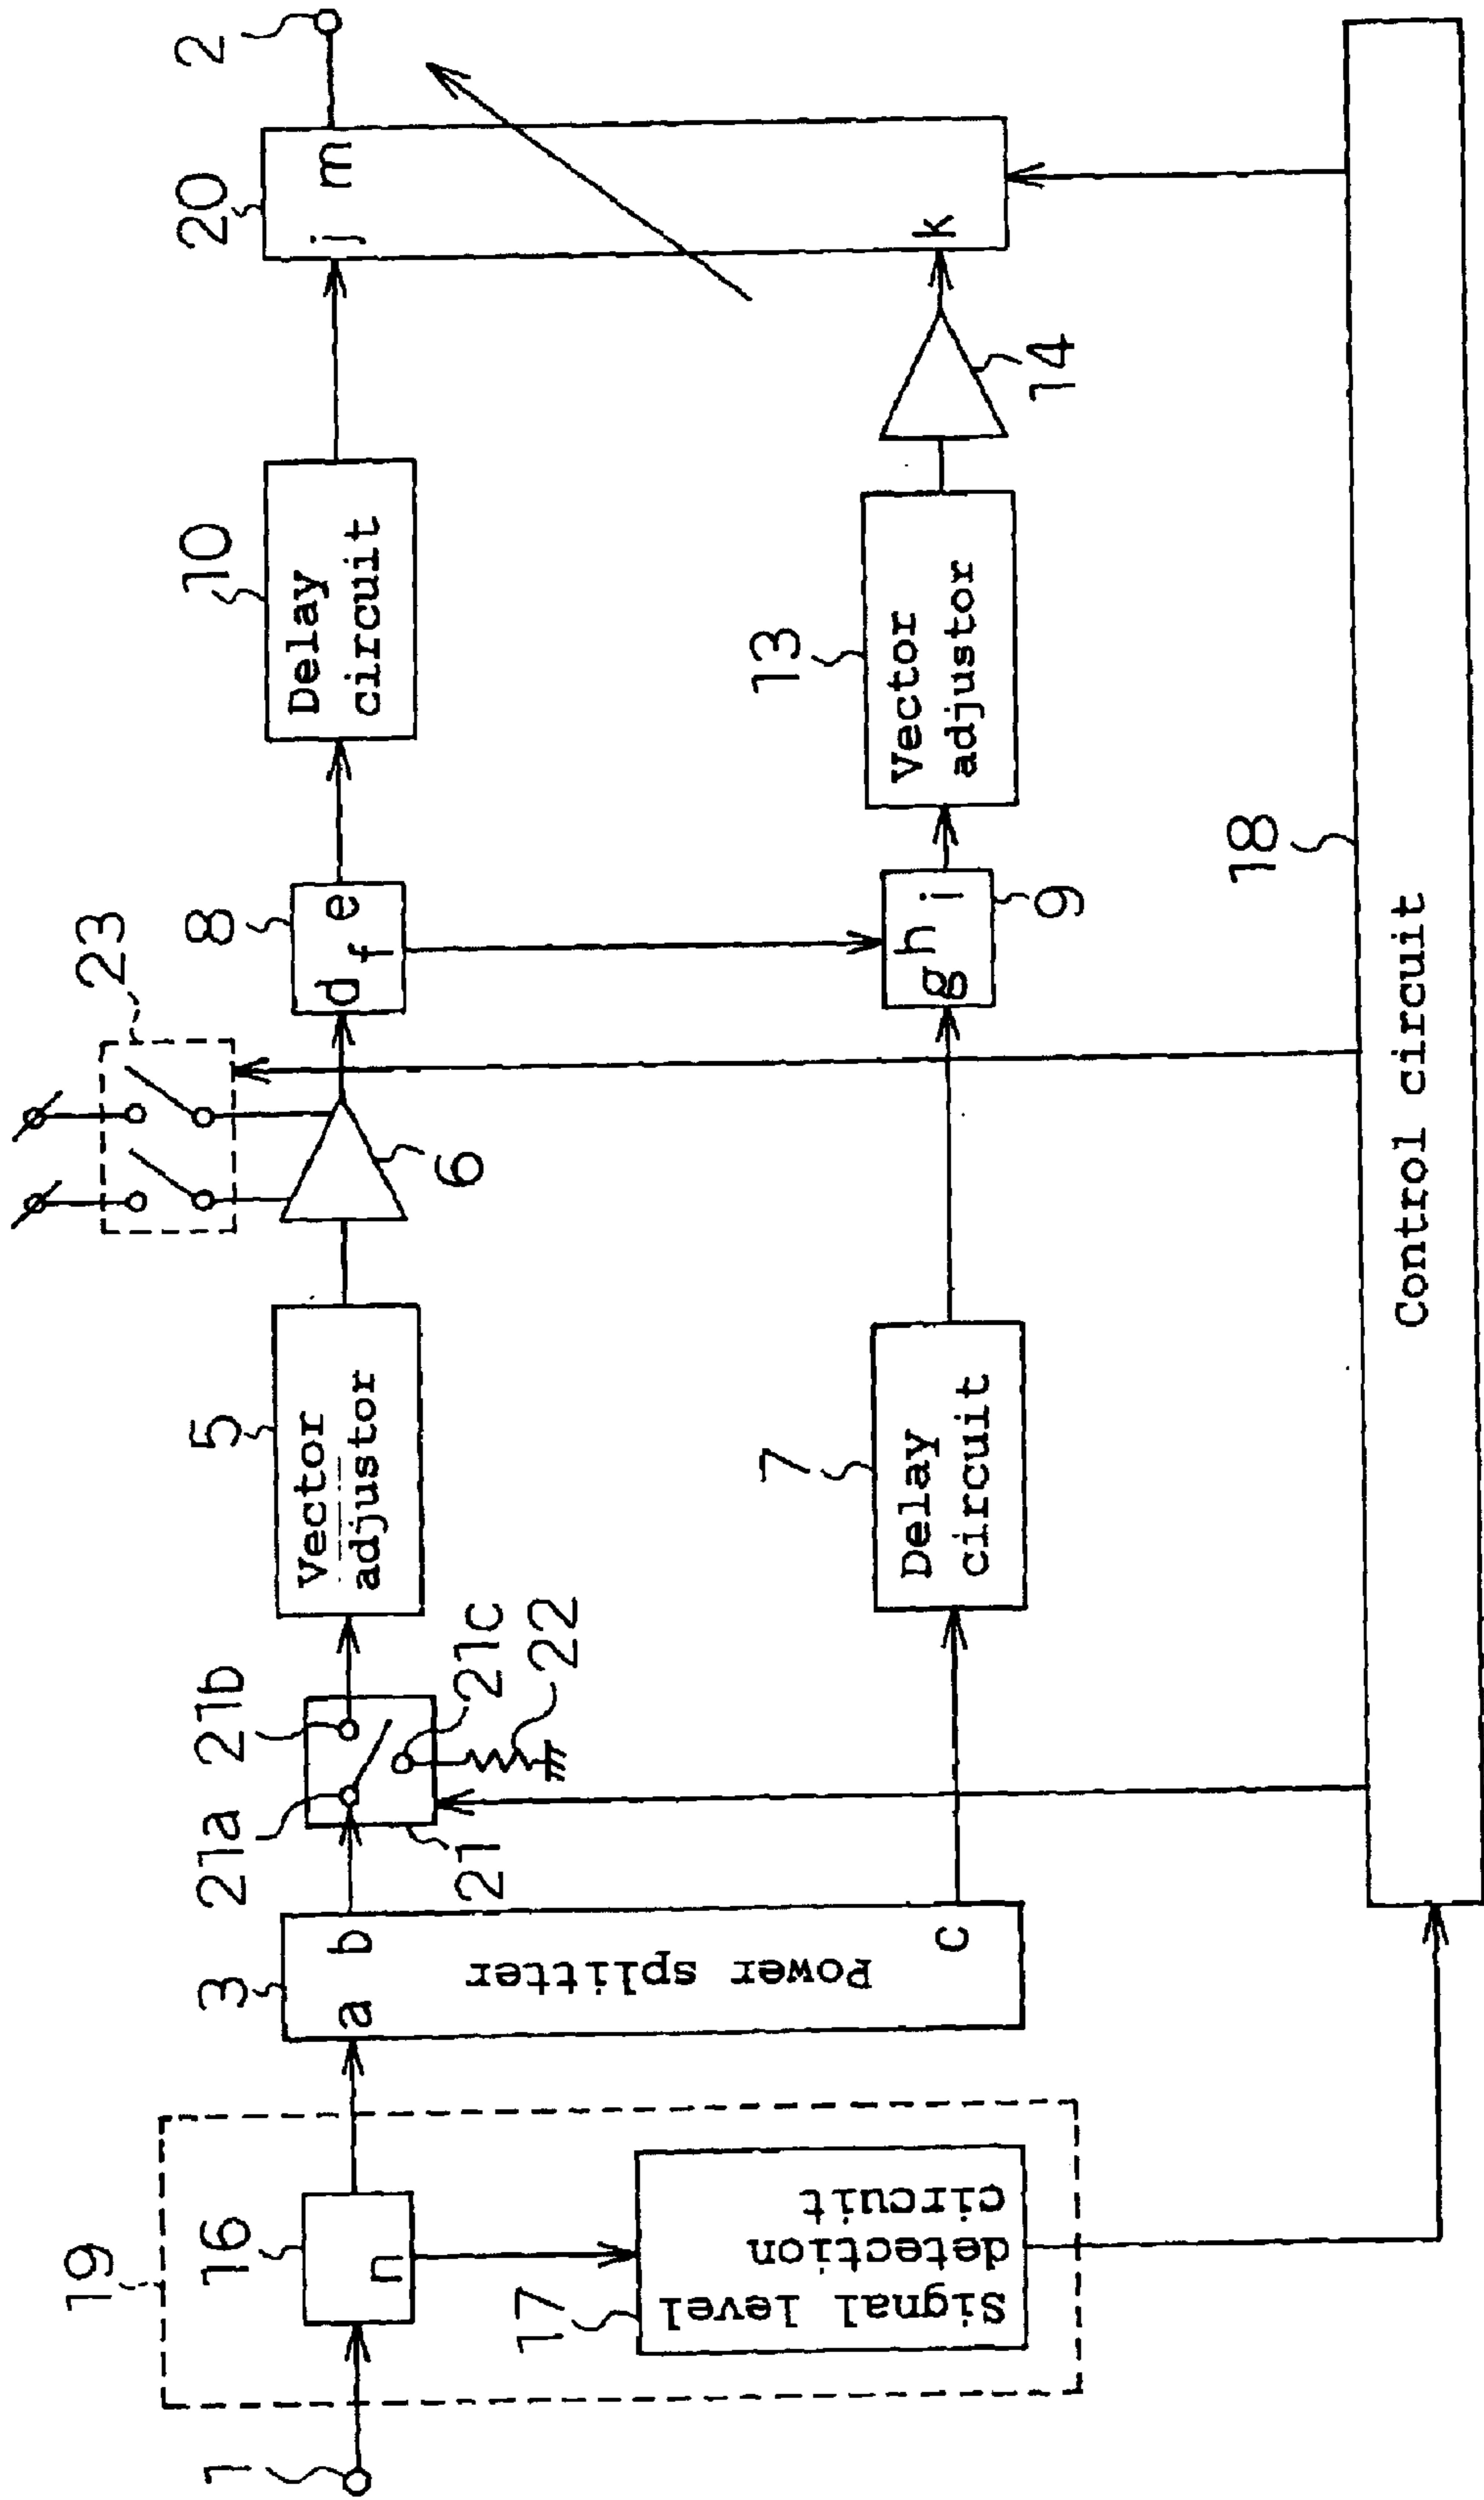 19
1
16
n
17
Signal level
detection
circuit
3
a b
Power splitter
c
21a
21b
21
21c
22
5
Vector
adjustor
7
Delay
circuit
23
6
8
d f e
g h i
9
10
Delay
circuit
13
Vector
adjustor
14
20
j m
k
2
18
Control circuit